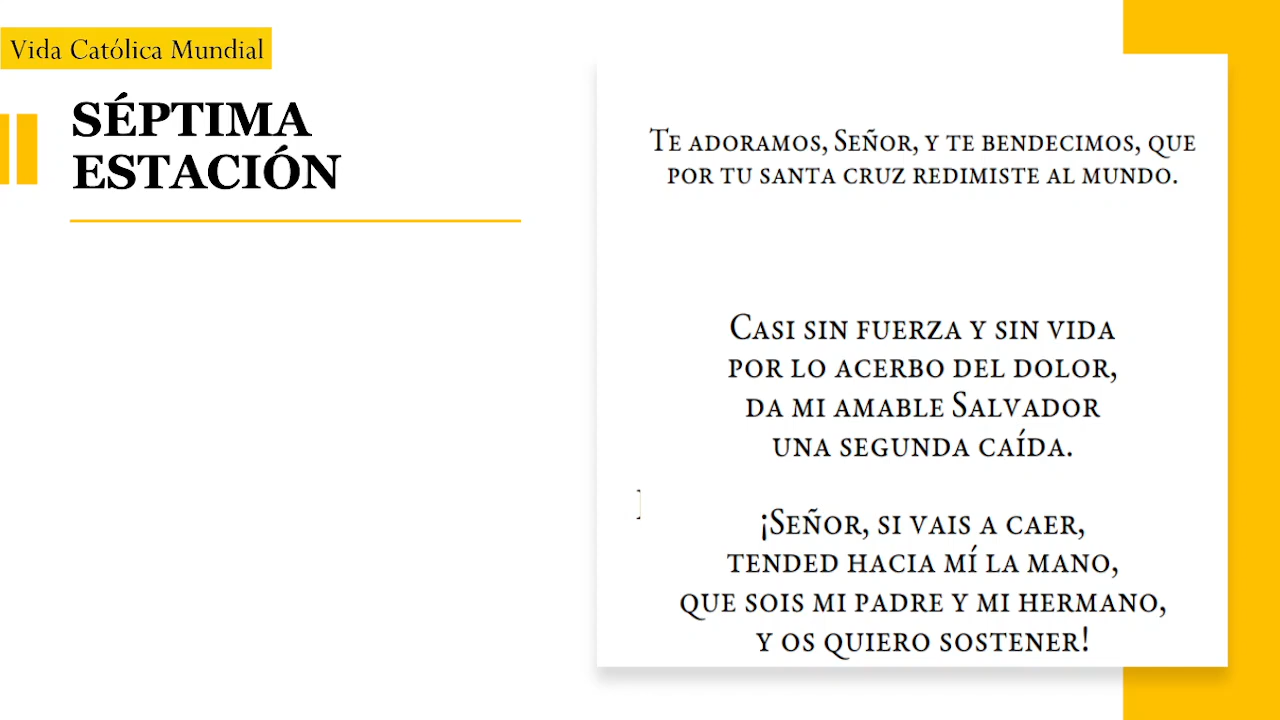 Vida Católica Mundial
SÉPTIMA
ESTACIÓN
Te adoramos, Señor, y te bendecimos, que
por tu santa cruz redimiste al mundo.
Casi sin fuerza y sin vida
por lo acerbo del dolor,
da mi amable Salvador
una segunda caída.
¡Señor, si vais a caer,
tended hacia mí la mano,
que sois mi padre y mi hermano,
y os quiero sostener!